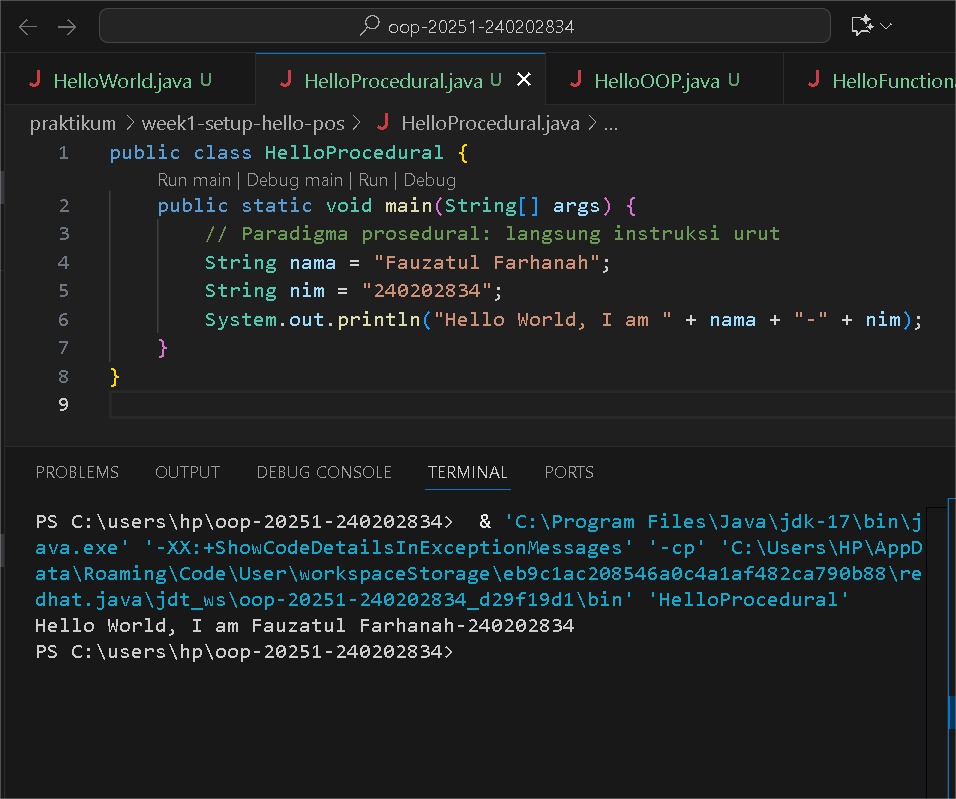 oop-20251-240202834
HelloWorld.java U HelloProcedural.java U HelloOOP.java U HelloFunctiona
praktikum > week1-setup-hello-pos > HelloProcedural.java > ...
1 public class HelloProcedural {
Run main | Debug main | Run | Debug
2 public static void main(String[] args) {
3 // Paradigma prosedural: langsung instruksi urut
4 String nama = "Fauzatul Farhanah";
5 String nim = "240202834";
6 System.out.println("Hello World, I am " + nama + "-" + nim);
7 }
8 }
9
PROBLEMS OUTPUT DEBUG CONSOLE TERMINAL PORTS
PS C:\users\hp\oop-20251-240202834>  & 'C:\Program Files\Java\jdk-17\bin\j
ava.exe' '-XX:+ShowCodeDetailsInExceptionMessages' '-cp' 'C:\Users\HP\AppD
ata\Roaming\Code\User\workspaceStorage\eb9c1ac208546a0c4a1af482ca790b88\re
dhat.java\jdt_ws\oop-20251-240202834_d29f19d1\bin' 'HelloProcedural'
Hello World, I am Fauzatul Farhanah-240202834
PS C:\users\hp\oop-20251-240202834>